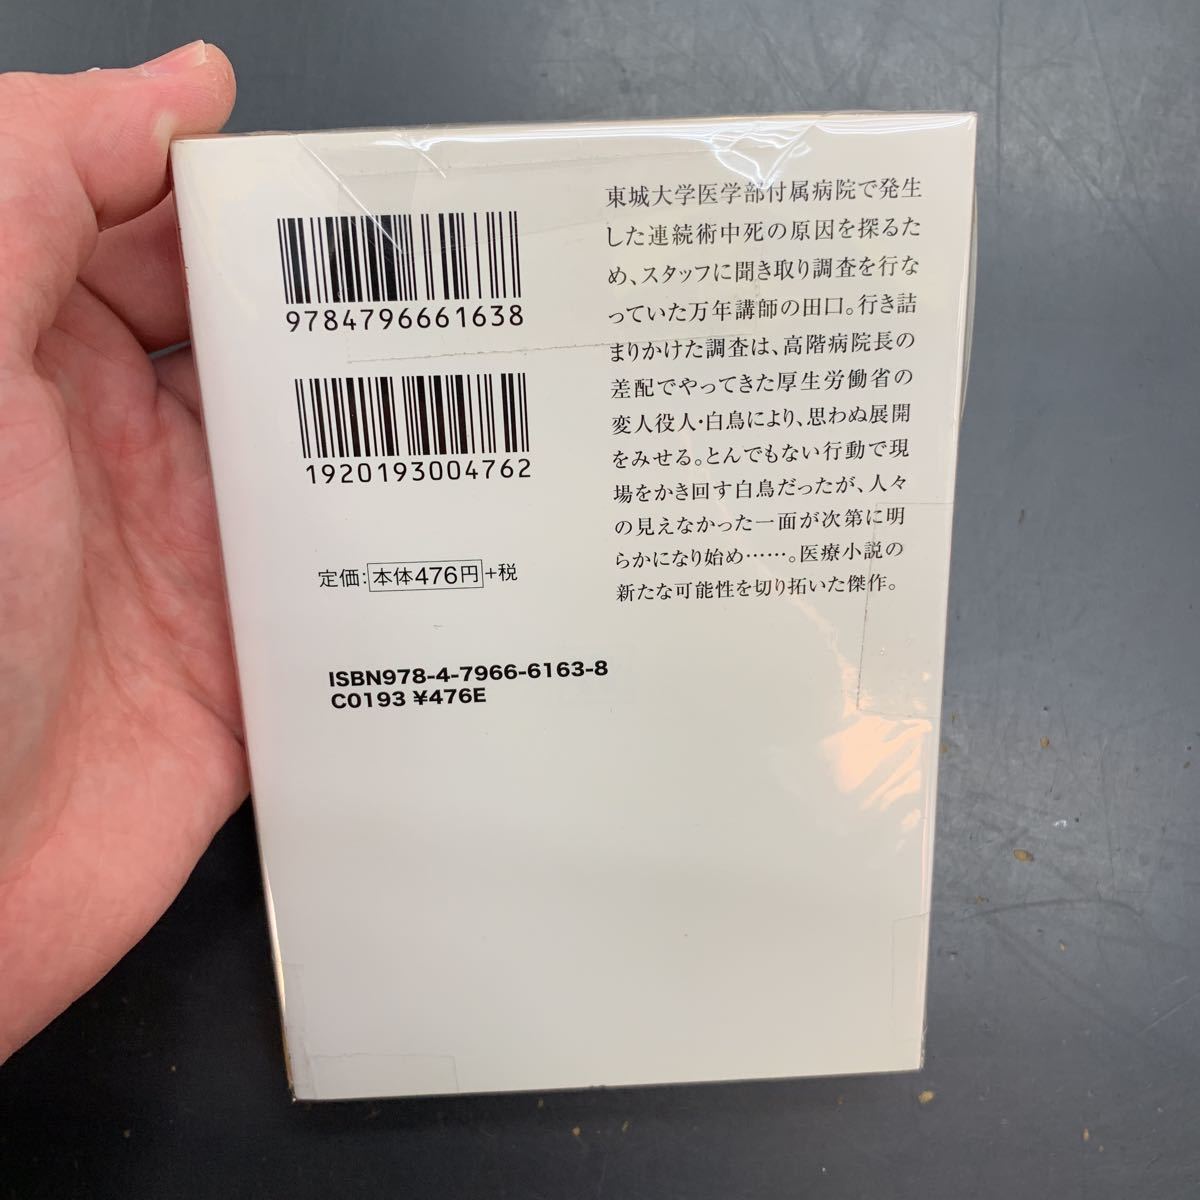 9784796661638
1920193004762
定価:本体476円+税
ISBN978-4-7966-6163-8
C0193 ¥476E
東城大学医学部付属病院で発生
した連続術中死の原因を探るた
め、スタッフに聞き取り調査を行な
っていた万年講師の田口。行き詰
まりかけた調査は、高階病院長の
差配でやってきた厚生労働省の
変人役人・白鳥により、思わぬ展開
をみせる。とんでもない行動で現
場をかき回す白鳥だったが、人々
の見えなかった一面が次第に明
らかになり始め……。医療小説の
新たな可能性を切り拓いた傑作。